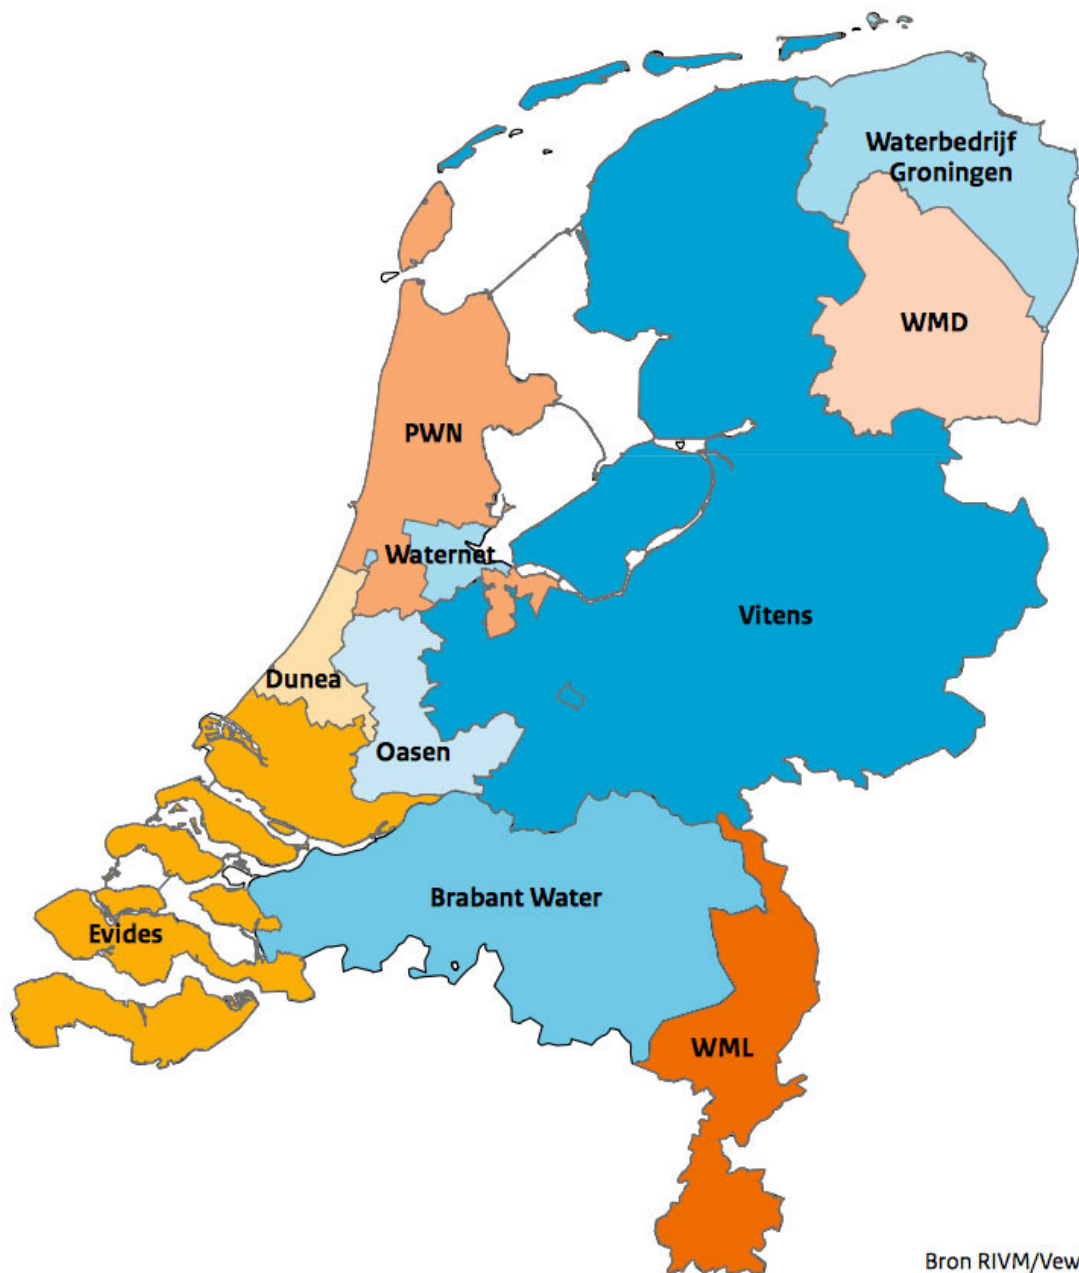 Waterbedrijf
Groningen
WMD
PWN
Waternet
Vitens
Dunea
Oasen
Brabant Water
Evides
WML
Bron RIVM/Vew